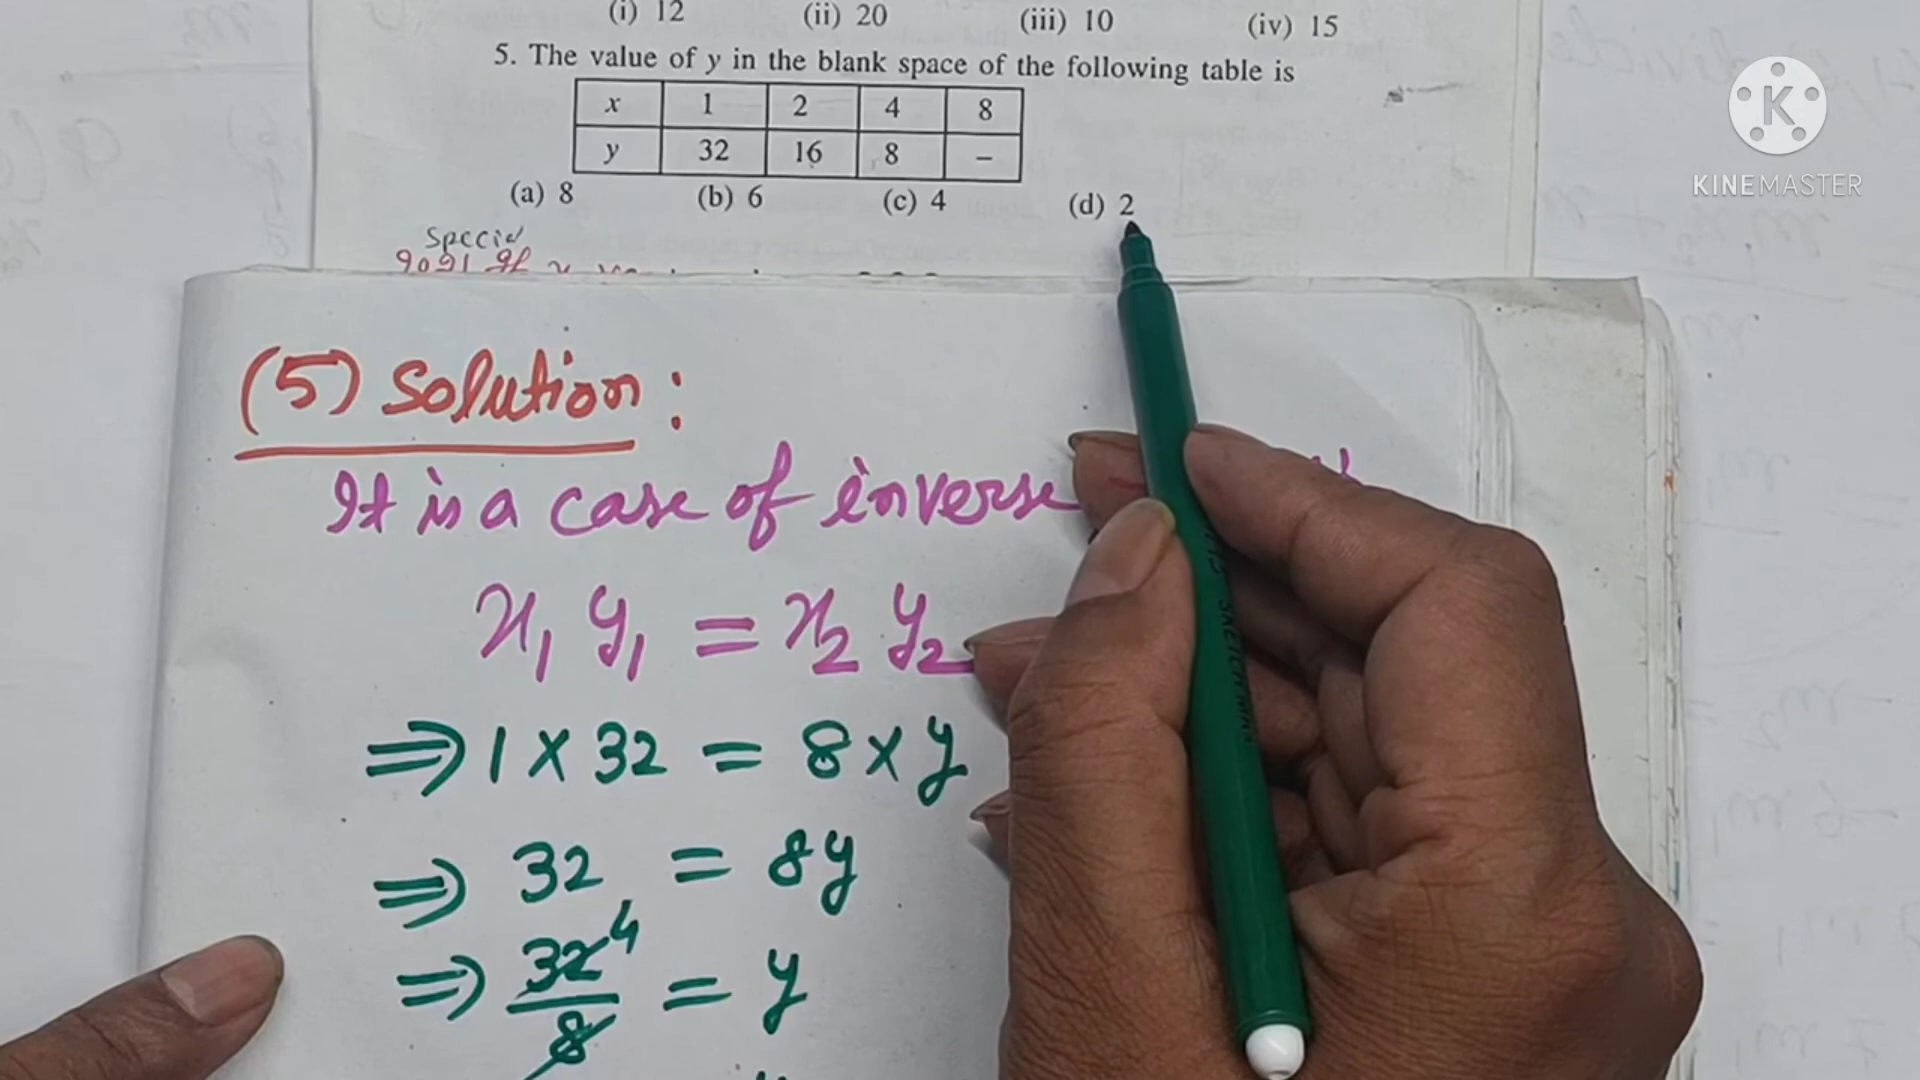 (i) 12 (ii) 20 (iii) 10 (iv) 15
5. The value of y in the blank space of the following table is
x 1 2 4 8
y 32 16 8 –
(a) 8 (b) 6 (c) 4 (d) 2
K
KINEMASTER
(5) Solution :
It is a case of inverse
x₁ y₁ = x₂ y₂
⇒ 1 × 32 = 8 × y
⇒ 32 = 8y
⇒ 32/8 4 = y